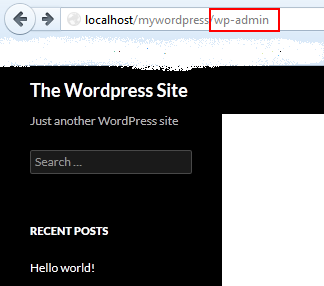 localhost/mywordpress/wp-admin
The Wordpress Site
Just another WordPress site
Search ...
RECENT POSTS
Hello world!